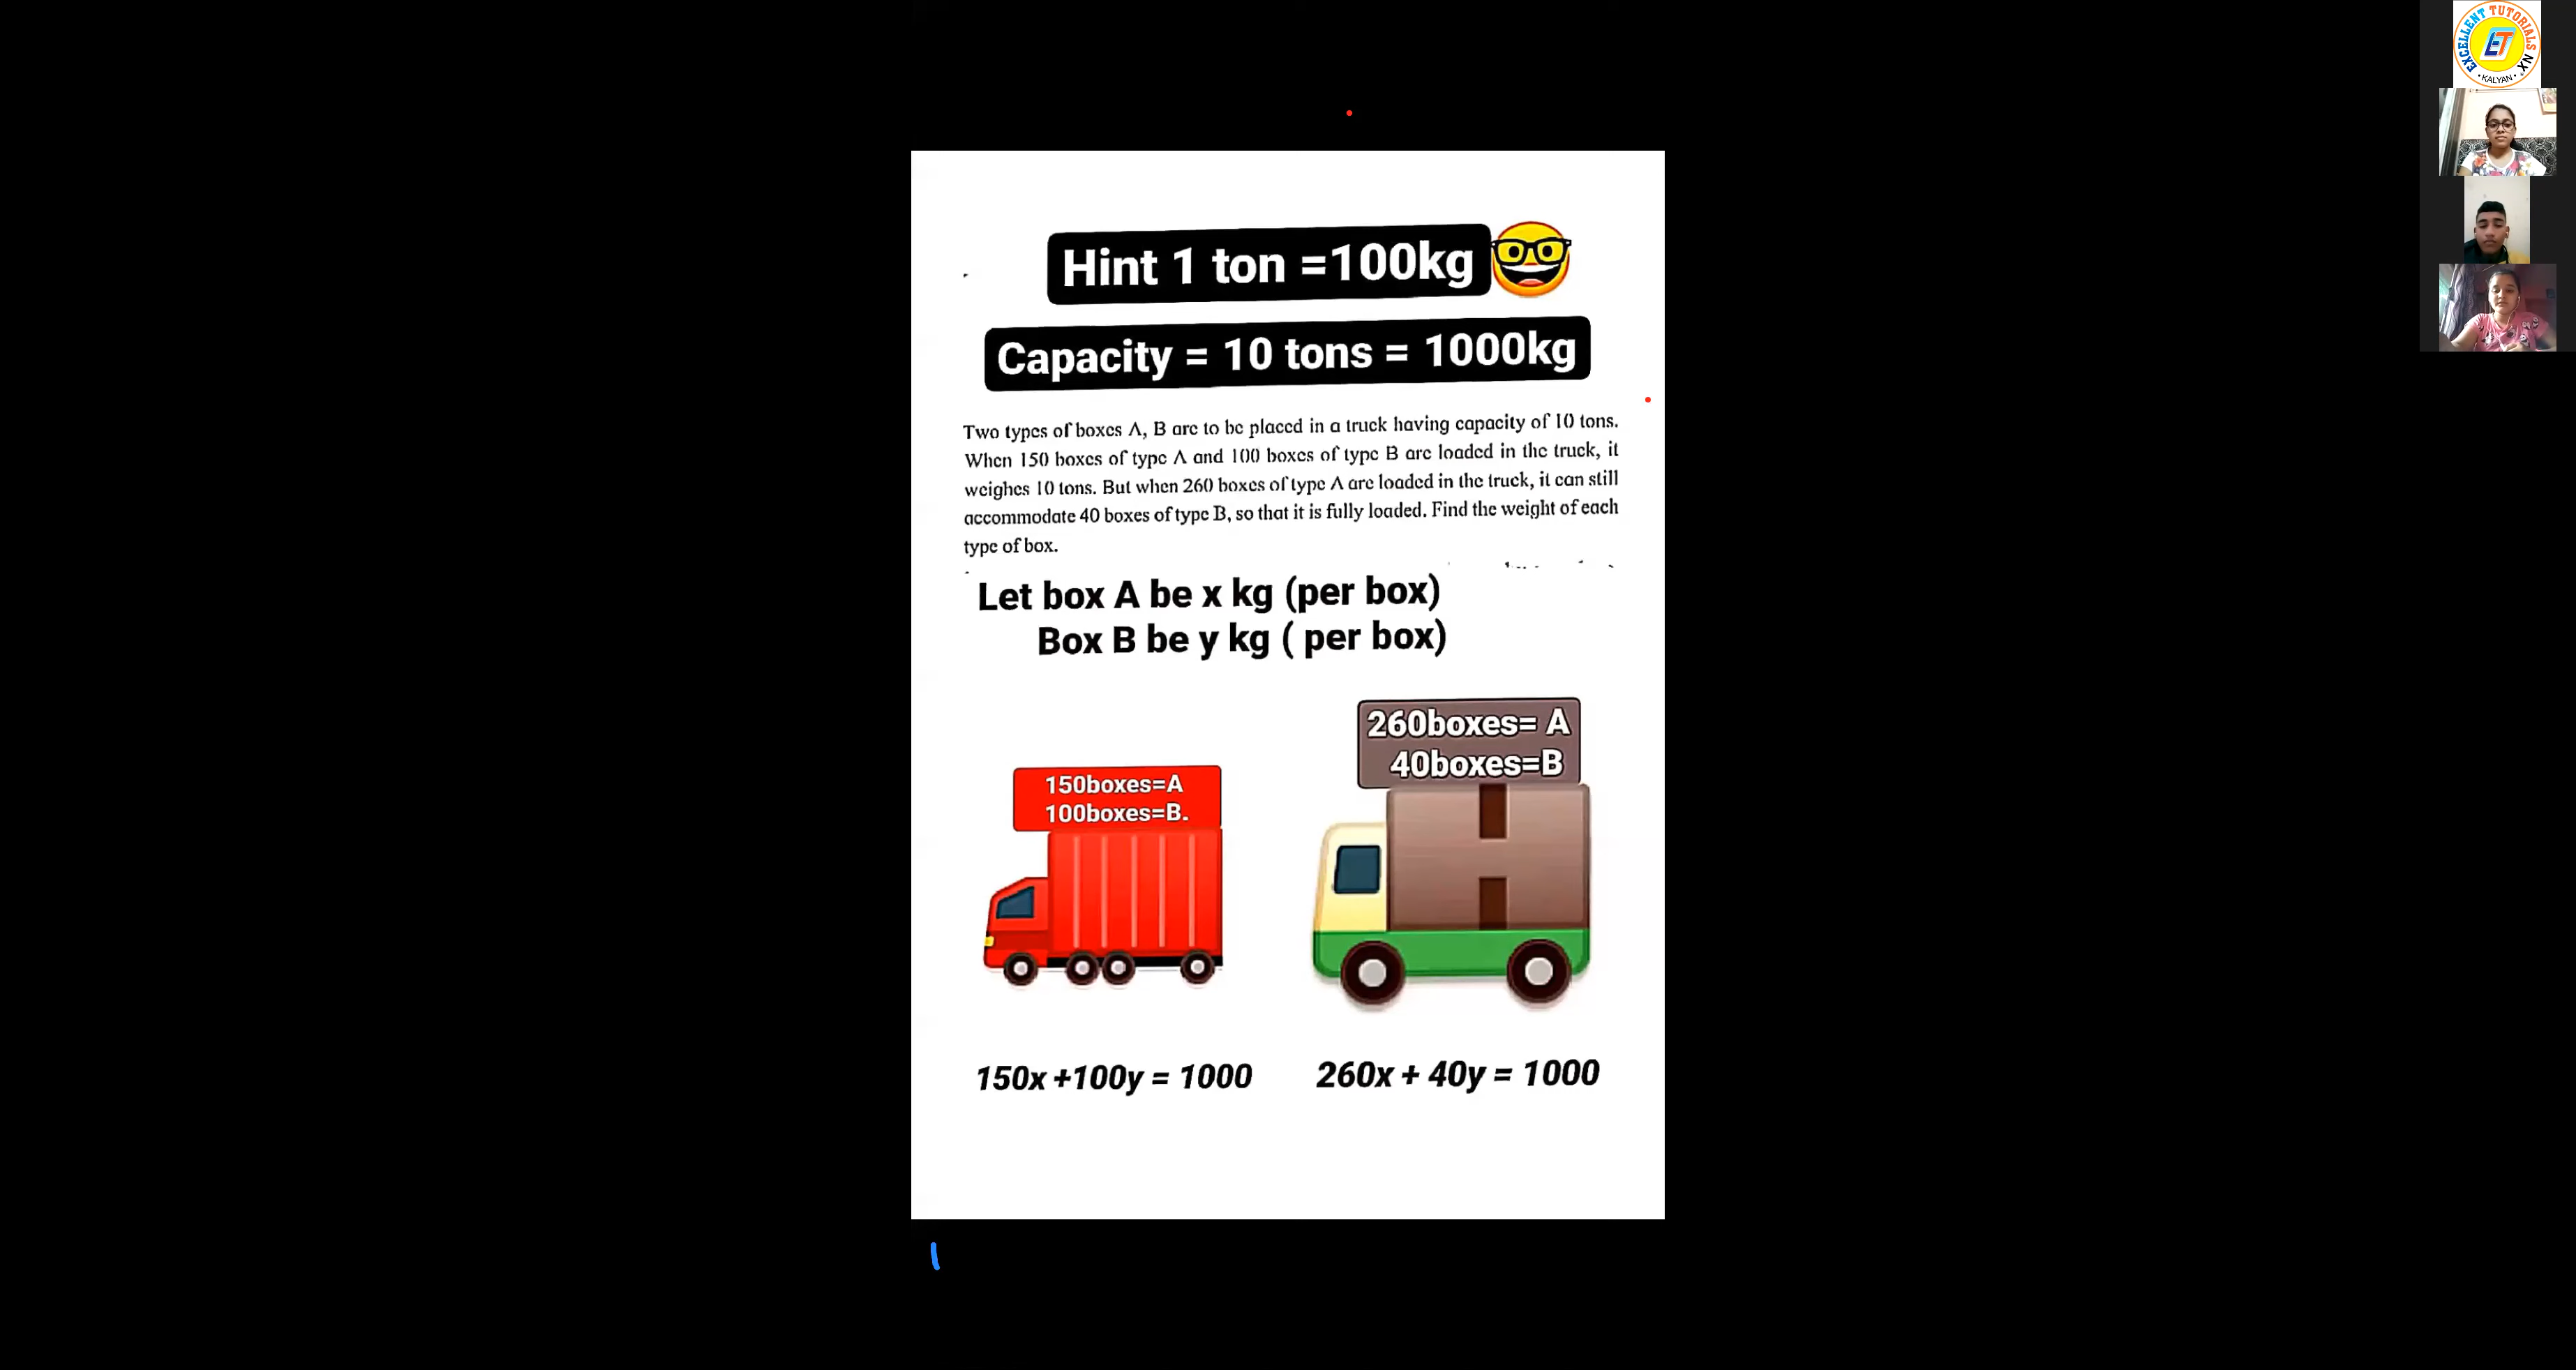 Hint 1 ton =100kg
Capacity = 10 tons = 1000kg
Two types of boxes A, B are to be placed in a truck having capacity of 10 tons.
When 150 boxes of type A and 100 boxes of type B are loaded in the truck, it
weighes 10 tons. But when 260 boxes of type A are loaded in the truck, it can still
accommodate 40 boxes of type B, so that it is fully loaded. Find the weight of each
type of box.
Let box A be x kg (per box)
Box B be y kg ( per box)
150boxes=A
100boxes=B.
260boxes= A
40boxes=B
150x +100y = 1000
260x + 40y = 1000
EXCELLENT TUTORIALS NX.
ET
KALYAN